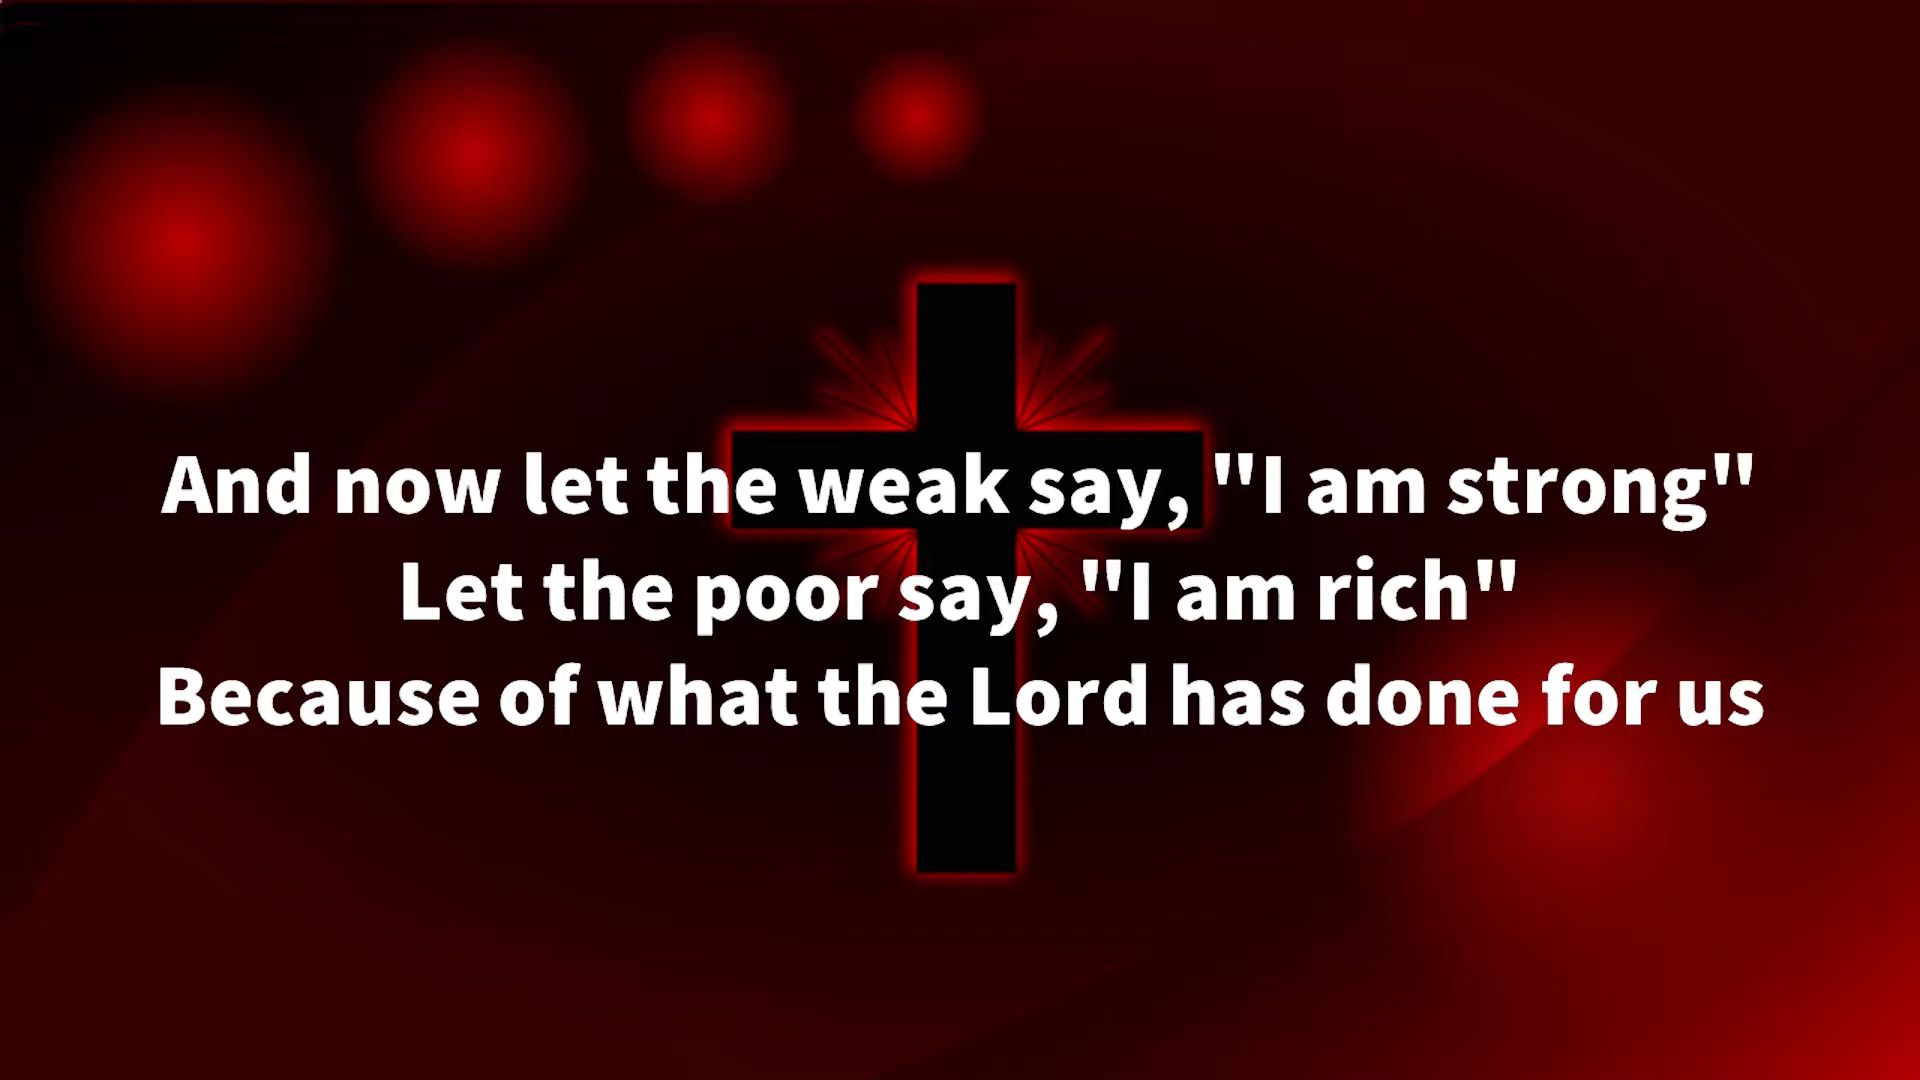 And now let the weak say, "I am strong"
Let the poor say, "I am rich"
Because of what the Lord has done for us